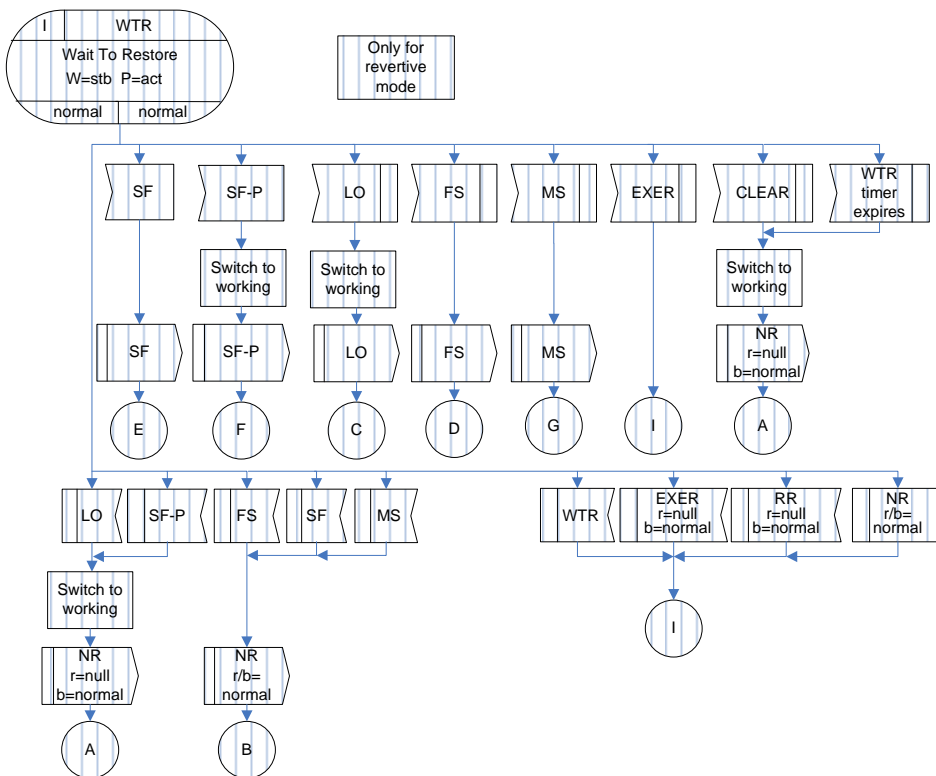 I WTR
Wait To Restore
W=stb P=act
normal normal
Only for
revertive
mode
SF
SF-P
LO
FS
MS
EXER
CLEAR
WTR
timer
expires
Switch to
working
Switch to
working
Switch to
working
SF
SF-P
LO
FS
MS
NR
r=null
b=normal
E
F
C
D
G
I
A
LO
SF-P
FS
SF
MS
WTR
EXER
r=null
b=normal
RR
r=null
b=normal
NR
r/b=
normal
Switch to
working
I
NR
r=null
b=normal
NR
r/b=
normal
A
B